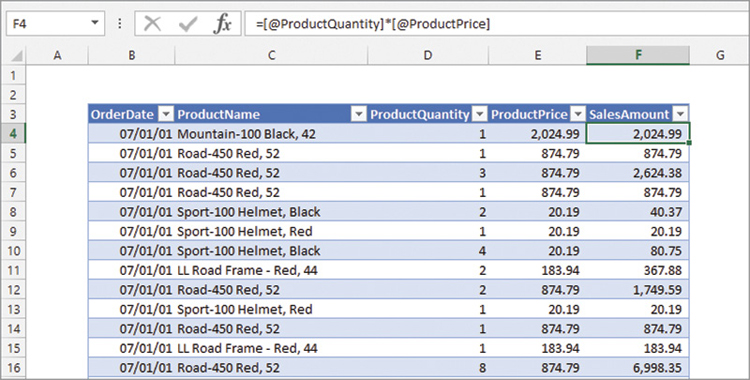 F4 fx =[@ProductQuantity]*[@ProductPrice]
A B C D E F G
1
2
3 OrderDate ProductName ProductQuantity ProductPrice SalesAmount
4 07/01/01 Mountain-100 Black, 42 1 2,024.99 2,024.99
5 07/01/01 Road-450 Red, 52 1 874.79 874.79
6 07/01/01 Road-450 Red, 52 3 874.79 2,624.38
7 07/01/01 Road-450 Red, 52 1 874.79 874.79
8 07/01/01 Sport-100 Helmet, Black 2 20.19 40.37
9 07/01/01 Sport-100 Helmet, Red 1 20.19 20.19
10 07/01/01 Sport-100 Helmet, Black 4 20.19 80.75
11 07/01/01 LL Road Frame - Red, 44 2 183.94 367.88
12 07/01/01 Road-450 Red, 52 2 874.79 1,749.59
13 07/01/01 Sport-100 Helmet, Red 1 20.19 20.19
14 07/01/01 Road-450 Red, 52 1 874.79 874.79
15 07/01/01 LL Road Frame - Red, 44 1 183.94 183.94
16 07/01/01 Road-450 Red, 52 8 874.79 6,998.35